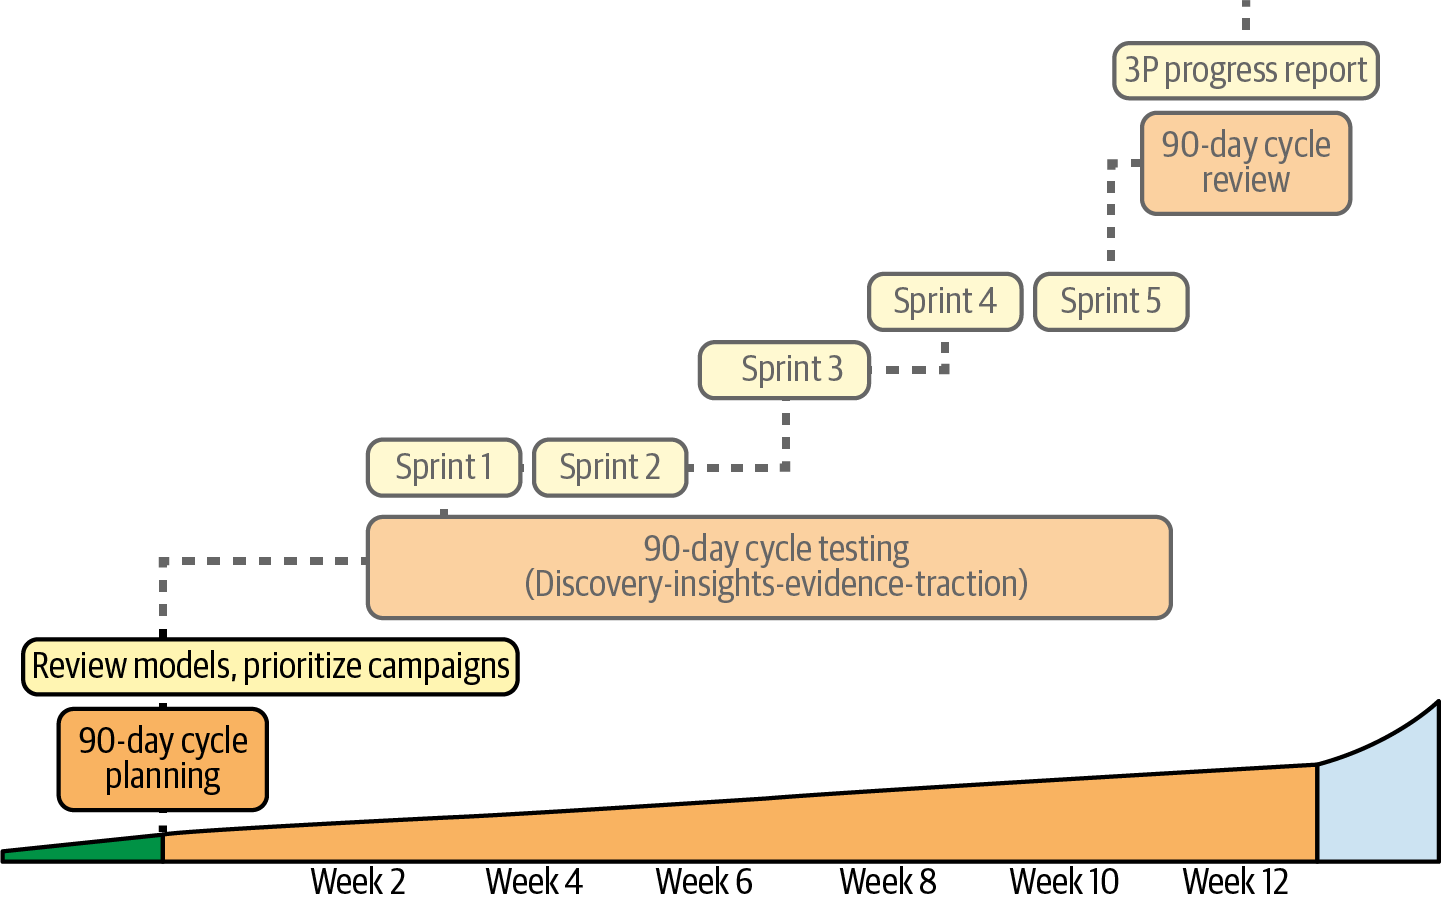 3P progress report
90-day cycle
review
Sprint 4
Sprint 5
Sprint 3
Sprint 1
Sprint 2
90-day cycle testing
(Discovery-insights-evidence-traction)
Review models, prioritize campaigns
90-day cycle
planning
Week 2
Week 4
Week 6
Week 8
Week 10
Week 12